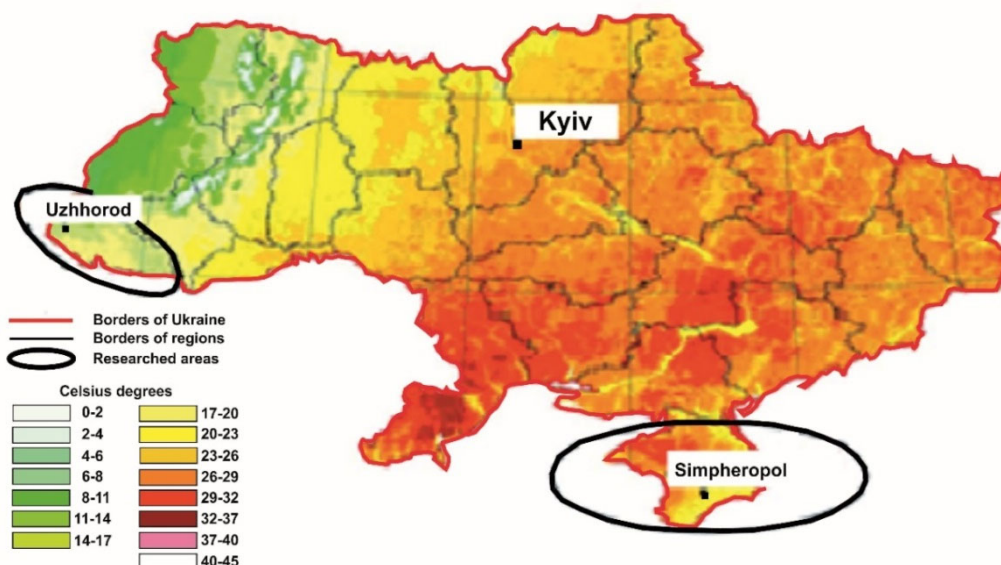 Kyiv
Uzhhorod
Borders of Ukraine
Borders of regions
Researched areas
Celsius degrees
0-2
2-4
4-6
6-8
8-11
11-14
14-17
17-20
20-23
23-26
26-29
29-32
32-37
37-40
40-45
Simpheropol